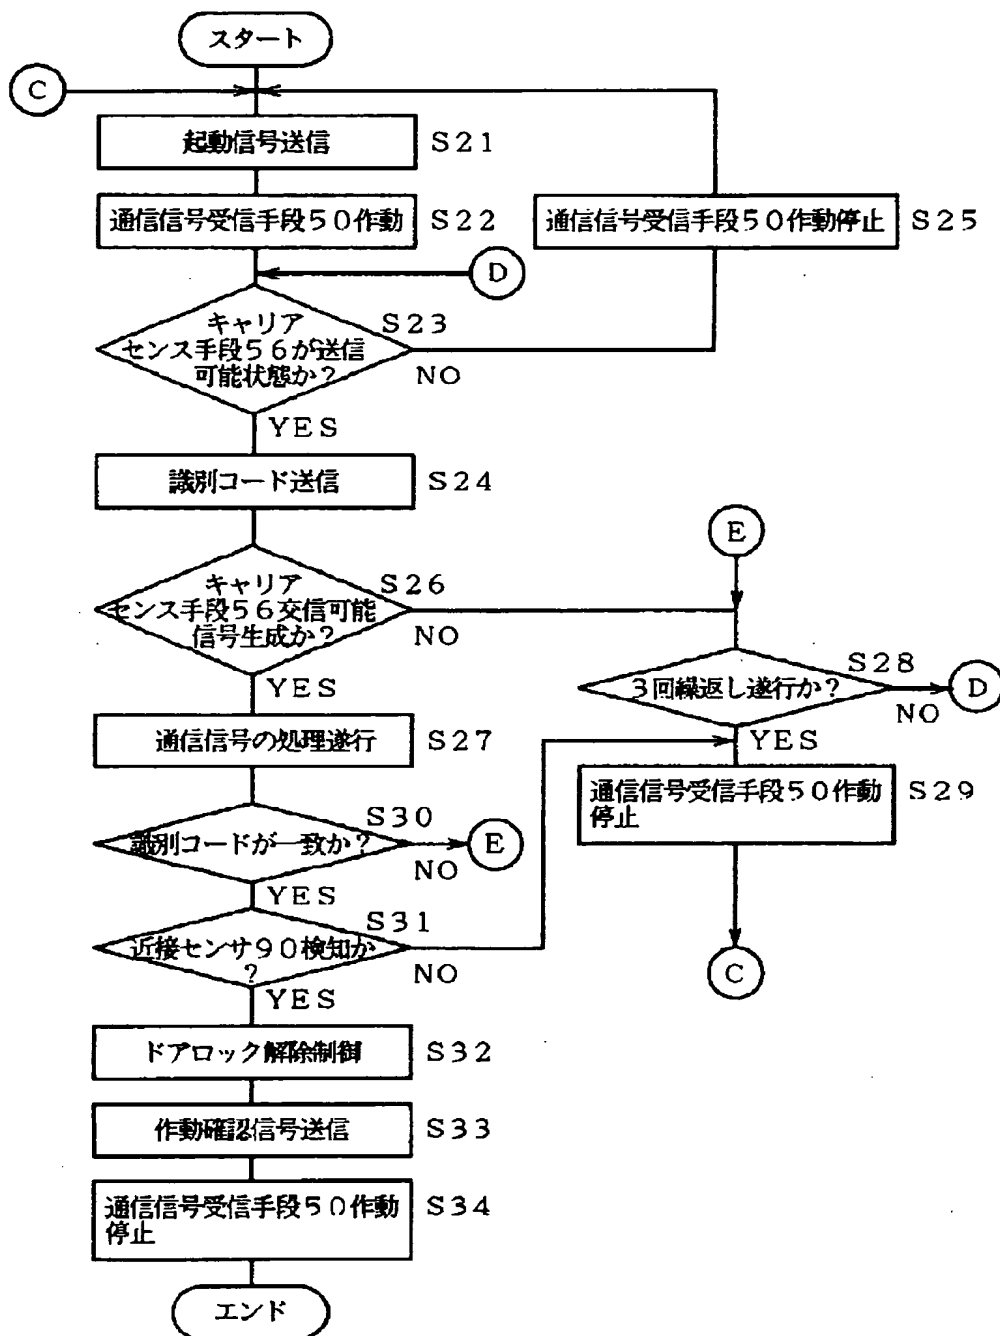 スタート
C
起動信号送信
S21
通信信号受信手段50作動
S22
通信信号受信手段50作動停止
S25
D
キャリア
センス手段56が送信
可能状態か?
S23
NO
YES
識別コード送信
S24
E
キャリア
センス手段56交信可能
信号生成か?
S26
NO
YES
3回繰返し遂行か?
S28
NO
D
YES
通信信号の処理遂行
S27
通信信号受信手段50作動
停止
S29
識別コードが一致か?
S30
NO
E
YES
近接センサ90検知か
?
S31
NO
YES
C
ドアロック解除制御
S32
作動確認信号送信
S33
通信信号受信手段50作動
停止
S34
エンド